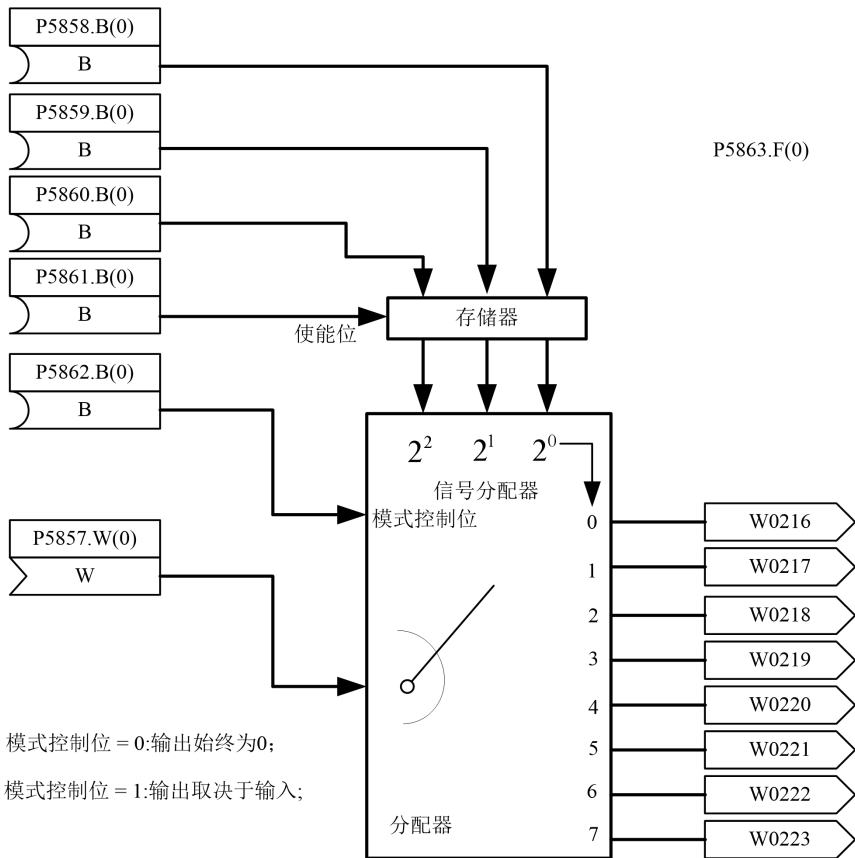 P5858.B(0)
B
P5859.B(0)
B
P5863.F(0)
P5860.B(0)
B
P5861.B(0)
B
使能位
存储器
P5862.B(0)
B
2² 2¹ 2⁰
信号分配器
模式控制位
P5857.W(0)
W
0 W0216
1 W0217
2 W0218
3 W0219
4 W0220
5 W0221
6 W0222
7 W0223
模式控制位 = 0:输出始终为0；
模式控制位 = 1:输出取决于输入;
分配器